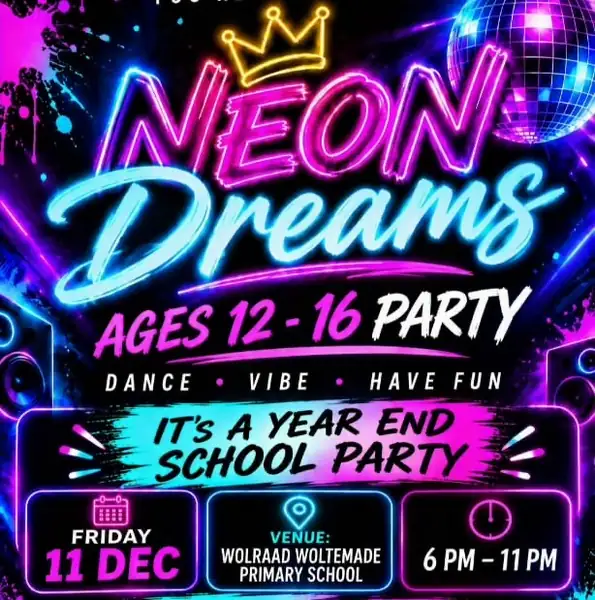 NEON
Dreams
AGES 12 - 16 PARTY
DANCE • VIBE • HAVE FUN
IT'S A YEAR END
SCHOOL PARTY
FRIDAY
11 DEC
VENUE:
WOLRAAD WOLTEMADE
PRIMARY SCHOOL
6 PM – 11 PM